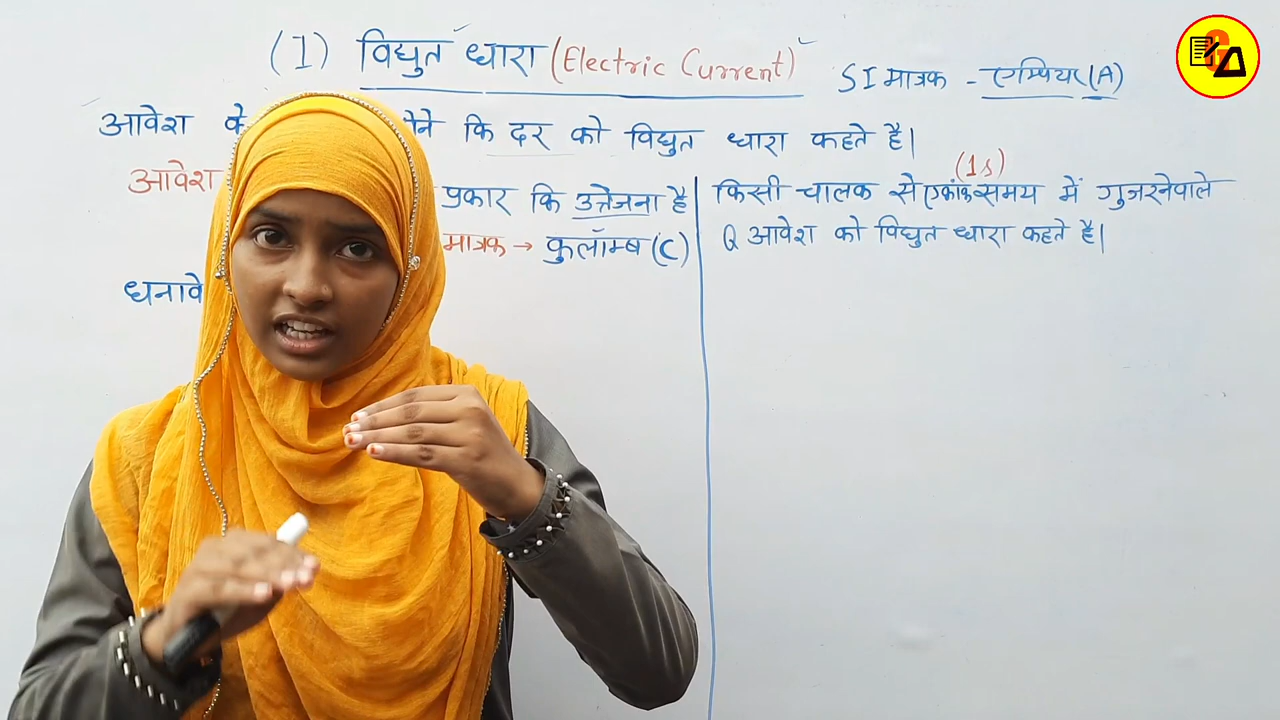 (I) विद्युत धारा (Electric Current)
SI मात्रक - एम्पियर (A)
आवेश के कि दर को विद्युत धारा कहते है।
आवेश प्रकार कि उत्तेजना है
मात्रक → कुलॉम्ब (C)
धनावे
(1s)
किसी चालक से एकांक समय में गुजरनेवाले
Q आवेश को विद्युत धारा कहते है।